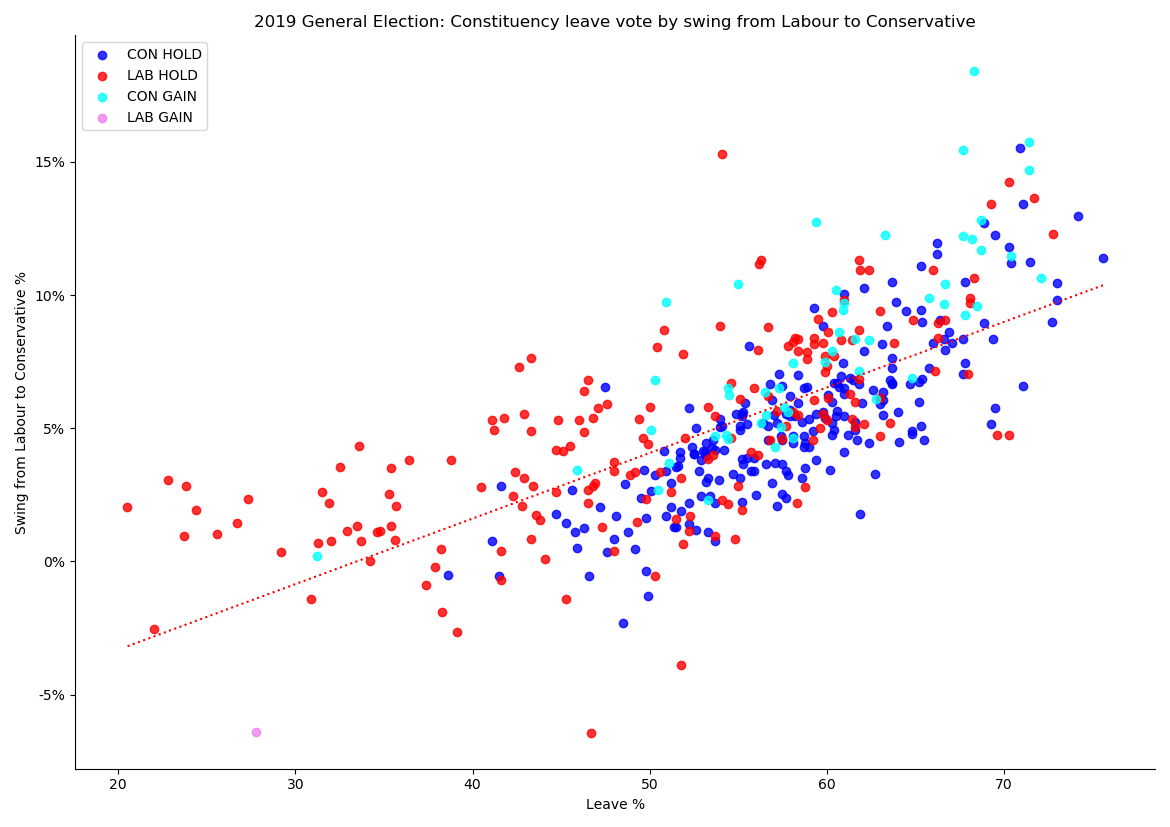 2019 General Election: Constituency leave vote by swing from Labour to Conservative
CON HOLD
LAB HOLD
CON GAIN
LAB GAIN
15%
10%
5%
0%
-5%
Swing from Labour to Conservative %
20 30 40 50 60 70
Leave %